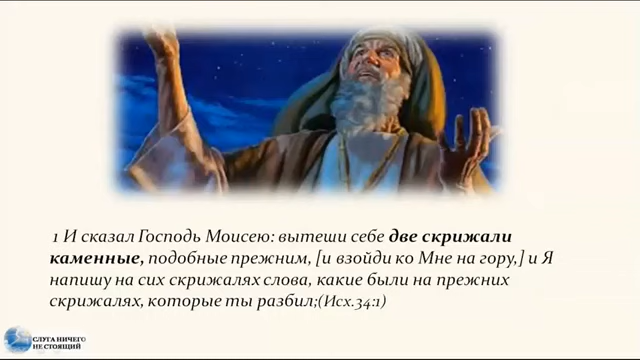 1 И сказал Господь Моисею: вытеши себе две скрижали
каменные, подобные прежним, [и взойди ко Мне на гору,] и Я
напишу на сих скрижалях слова, какие были на прежних
скрижалях, которые ты разбил;(Исх.34:1)
СЛУГА НИЧЕГО
НЕ СТОЯЩИЙ